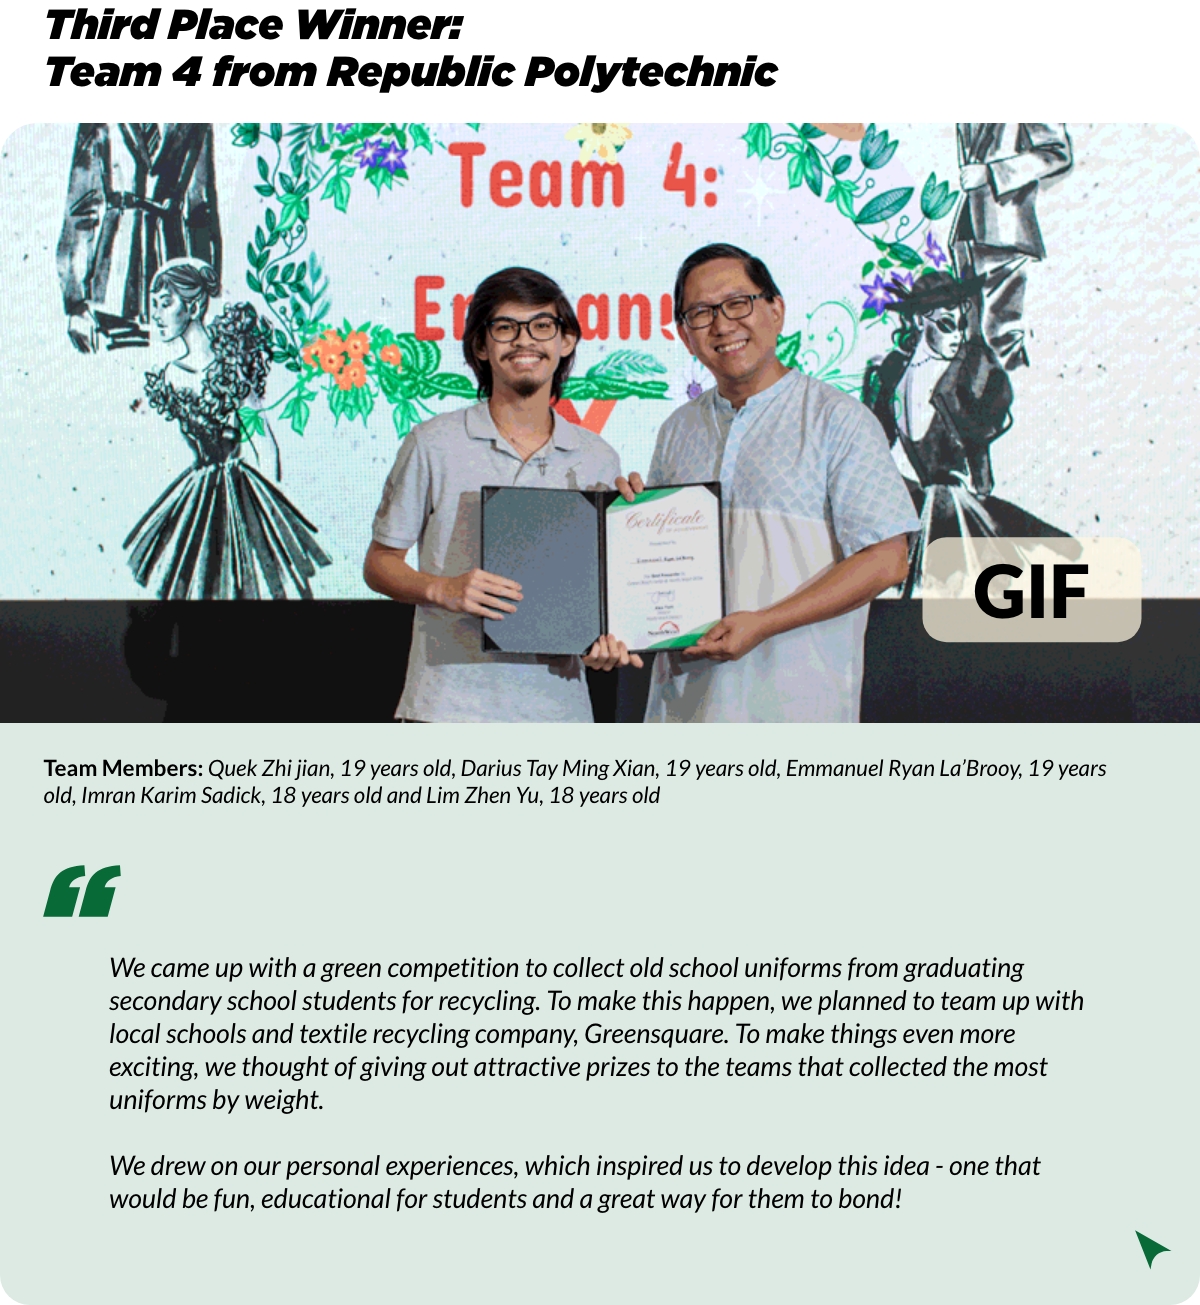 Third Place Winner:
Team 4 from Republic Polytechnic
Team 4:
Certificate
NorthWest
GIF
Team Members: Quek Zhi jian, 19 years old, Darius Tay Ming Xian, 19 years old, Emmanuel Ryan La’Brooy, 19 years
old, Imran Karim Sadick, 18 years old and Lim Zhen Yu, 18 years old
“
We came up with a green competition to collect old school uniforms from graduating
secondary school students for recycling. To make this happen, we planned to team up with
local schools and textile recycling company, Greensquare. To make things even more
exciting, we thought of giving out attractive prizes to the teams that collected the most
uniforms by weight.
We drew on our personal experiences, which inspired us to develop this idea - one that
would be fun, educational for students and a great way for them to bond!